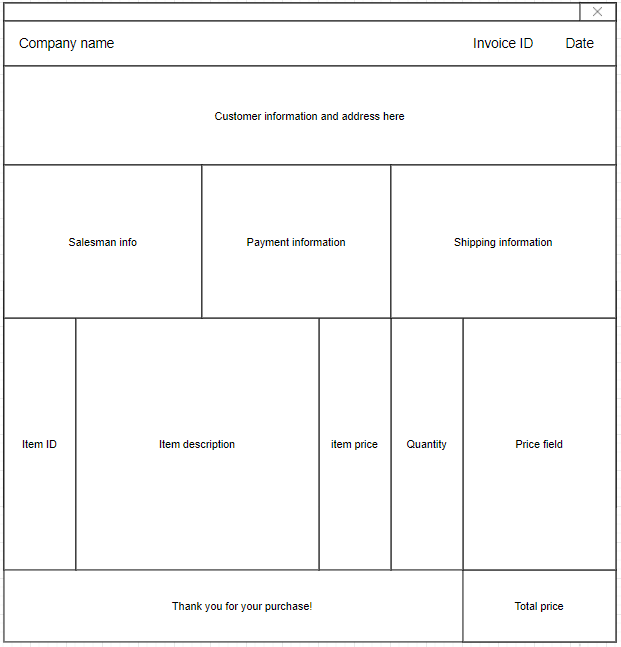 Company name
Invoice ID
Date
Customer information and address here
Salesman info
Payment information
Shipping information
Item ID
Item description
item price
Quantity
Price field
Thank you for your purchase!
Total price